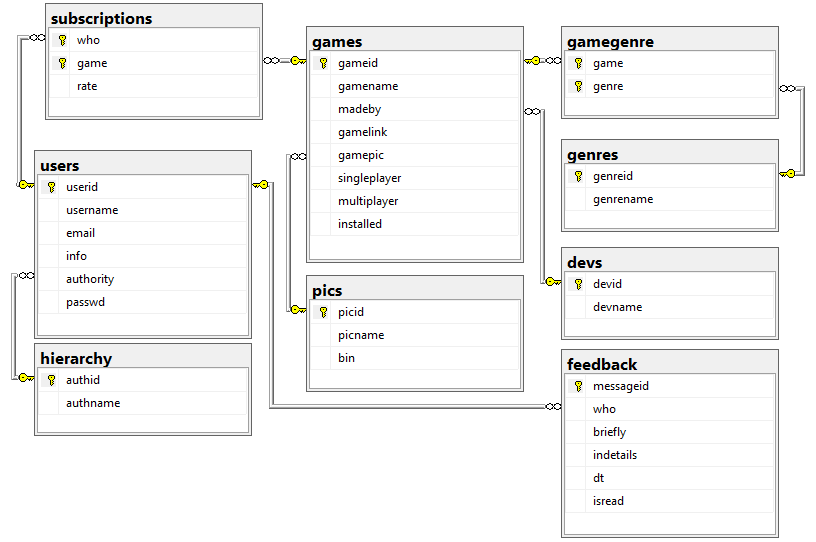 subscriptions
who
game
rate
users
userid
username
email
info
authority
passwd
hierarchy
authid
authname
games
gameid
gamename
madeby
gamelink
gamepic
singleplayer
multiplayer
installed
pics
picid
picname
bin
gamegenre
game
genre
genres
genreid
genrename
devs
devid
devname
feedback
messageid
who
briefly
indetails
dt
isread